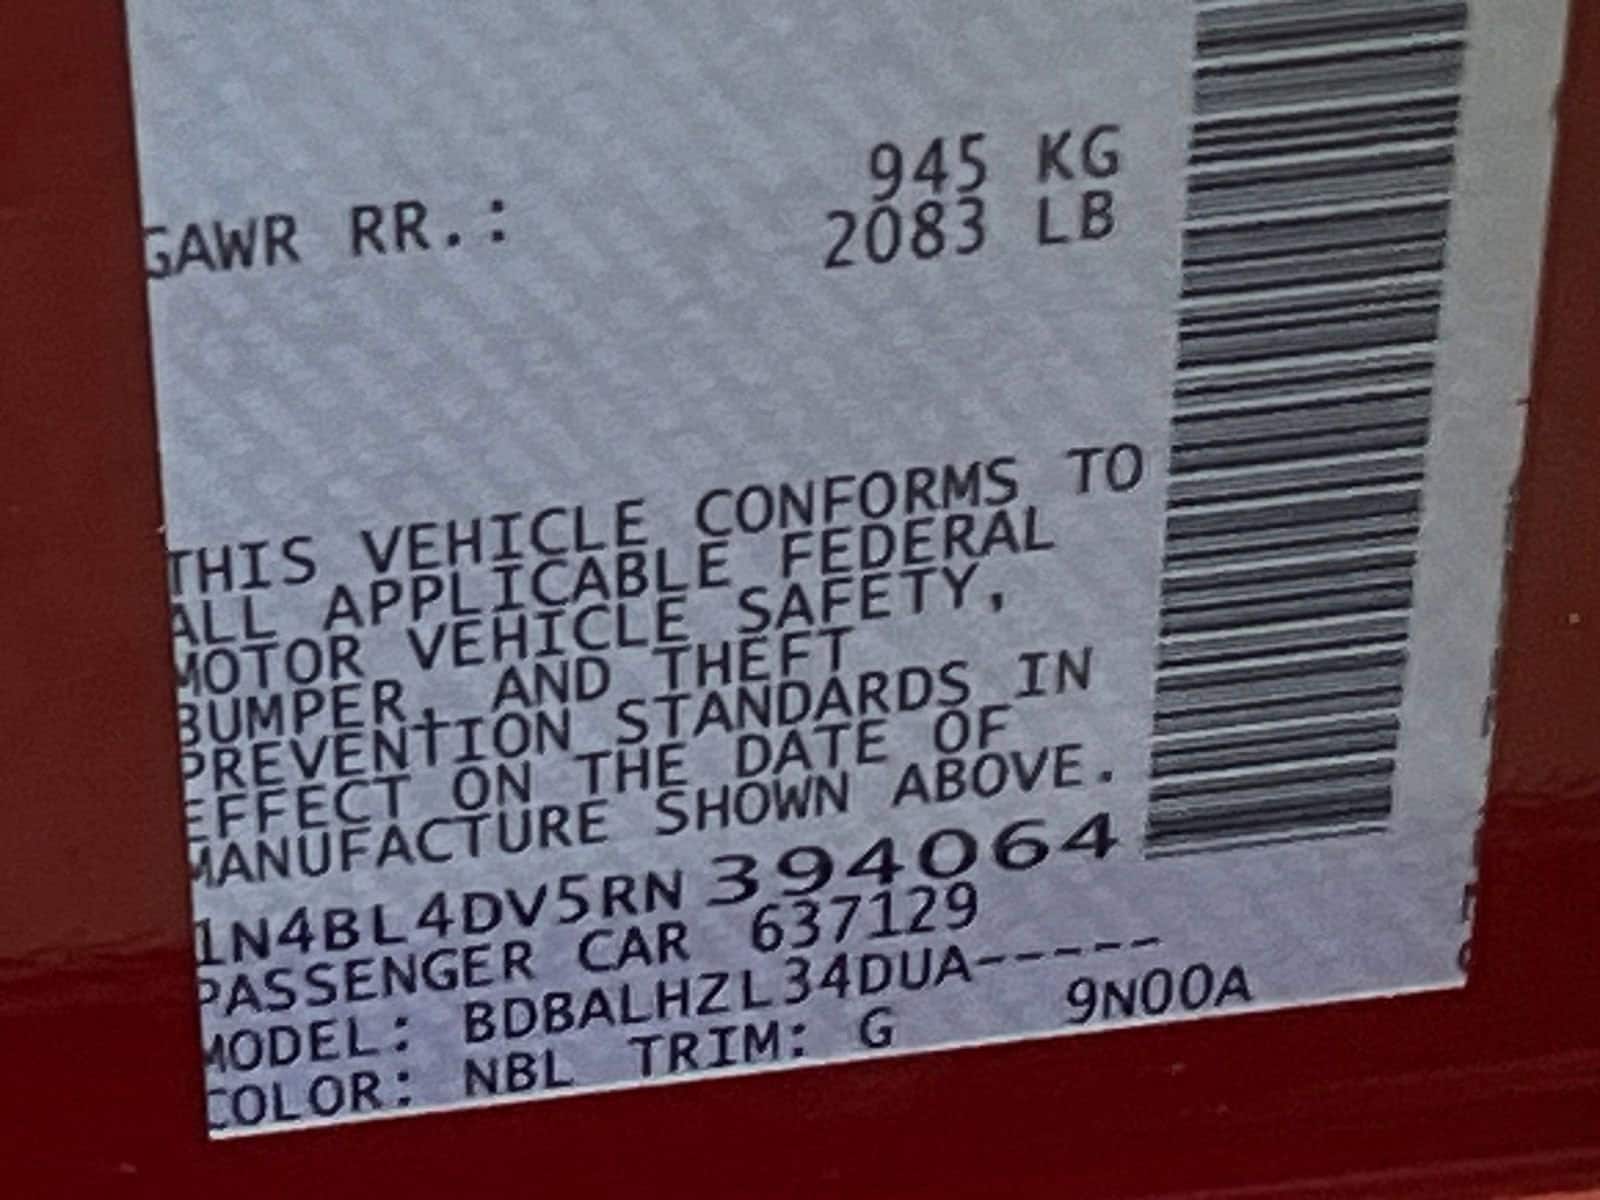 945 KG
GAWR RR.: 2083 LB
THIS VEHICLE CONFORMS TO
ALL APPLICABLE FEDERAL
MOTOR VEHICLE SAFETY,
BUMPER, AND THEFT
PREVENTION STANDARDS IN
EFFECT ON THE DATE OF
MANUFACTURE SHOWN ABOVE.
1N4BL4DV5RN 394064
PASSENGER CAR 637129
MODEL: BDBALHZL34DUA-----
COLOR: NBL TRIM: G 9N00A